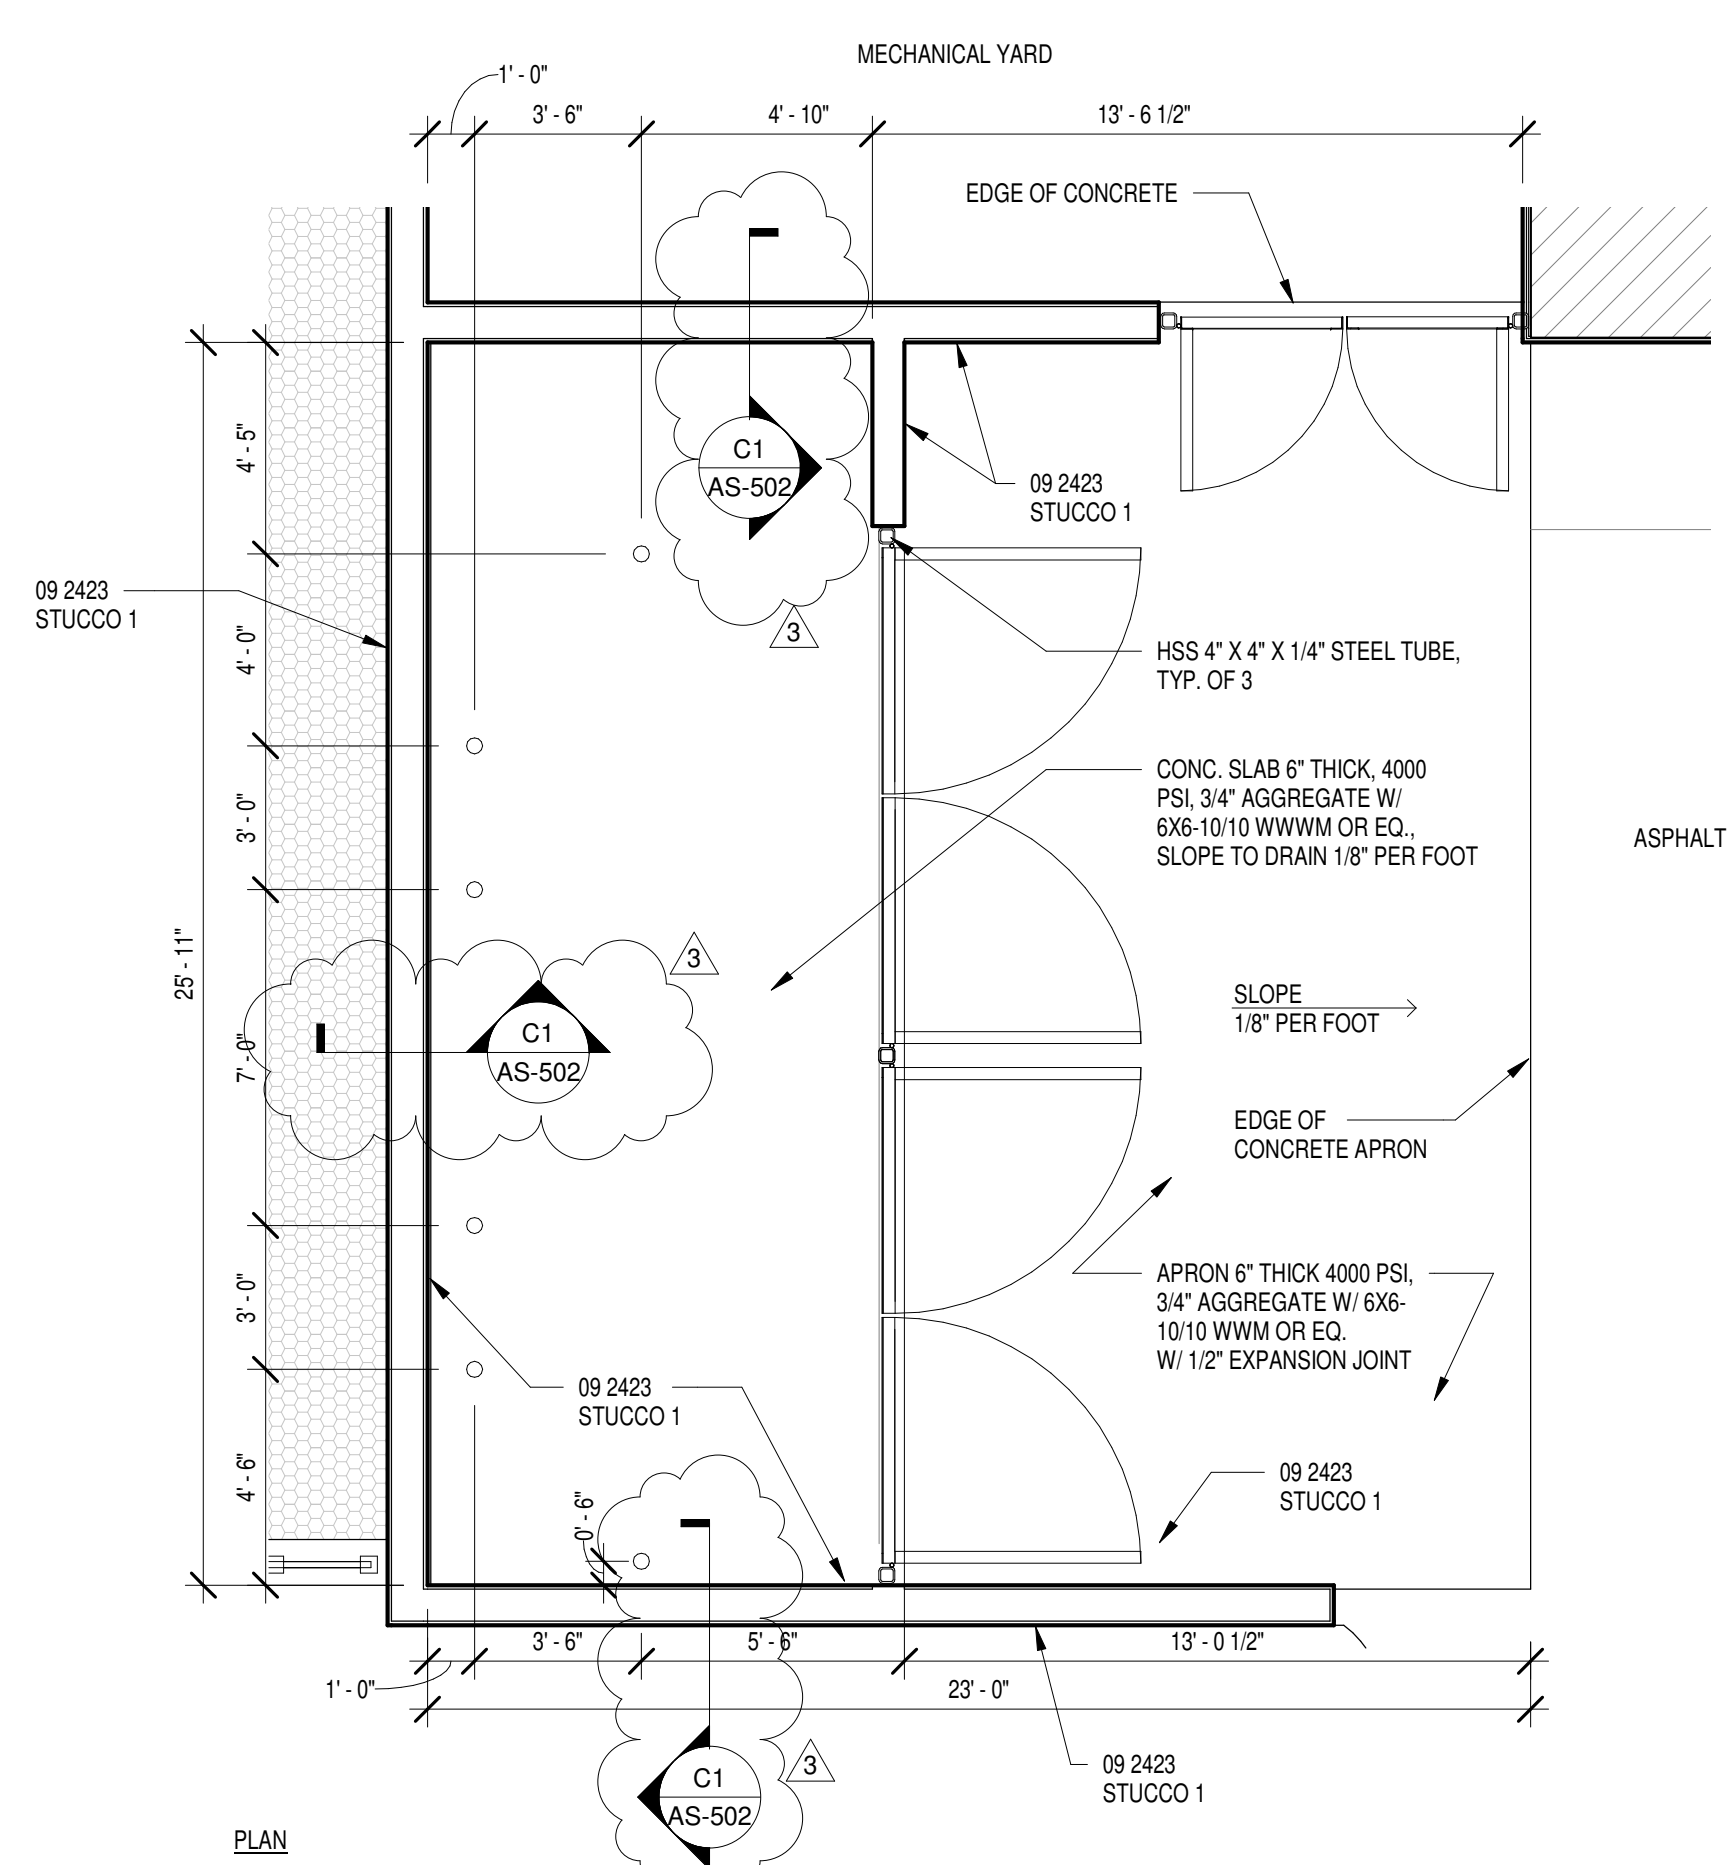 MECHANICAL YARD
1' - 0"
3' - 6"
4' - 10"
13' - 6 1/2"
EDGE OF CONCRETE
4' - 5"
C1
AS-502
09 2423
STUCCO 1
3
09 2423
STUCCO 1
4' - 0"
HSS 4" X 4" X 1/4" STEEL TUBE,
TYP. OF 3
CONC. SLAB 6" THICK, 4000
PSI, 3/4" AGGREGATE W/
6X6-10/10 WWWM OR EQ.,
SLOPE TO DRAIN 1/8" PER FOOT
ASPHALT
3' - 0"
25' - 11"
3
C1
AS-502
7' - 0"
SLOPE
1/8" PER FOOT
EDGE OF
CONCRETE APRON
APRON 6" THICK 4000 PSI,
3/4" AGGREGATE W/ 6X6-
10/10 WWM OR EQ.
W/ 1/2" EXPANSION JOINT
3' - 0"
09 2423
STUCCO 1
4' - 6"
0' - 6"
09 2423
STUCCO 1
3' - 6"
5' - 6"
13' - 0 1/2"
1' - 0"
23' - 0"
3
C1
AS-502
09 2423
STUCCO 1
PLAN